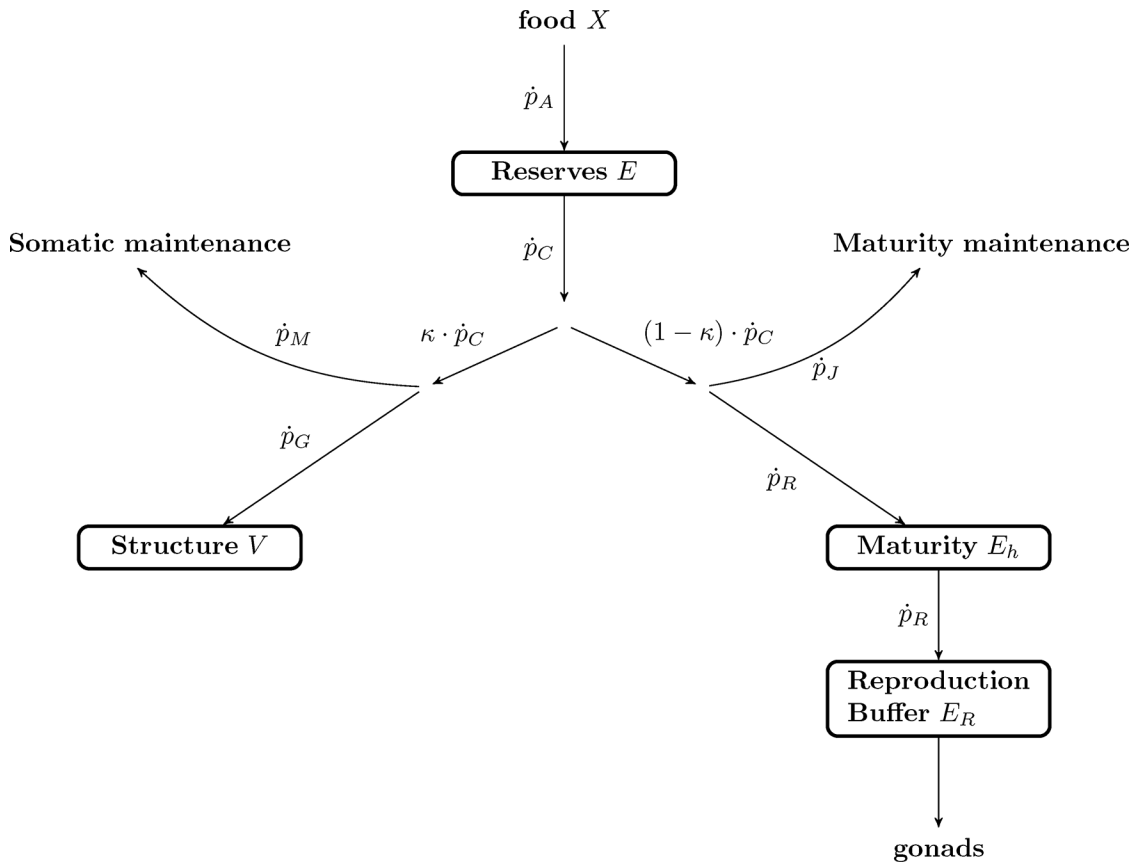 food X
ṗ_A
Reserves E
ṗ_C
Somatic maintenance
Maturity maintenance
ṗ_M
κ · ṗ_C
(1 − κ) · ṗ_C
ṗ_J
ṗ_G
ṗ_R
Structure V
Maturity E_h
ṗ_R
Reproduction
Buffer E_R
gonads